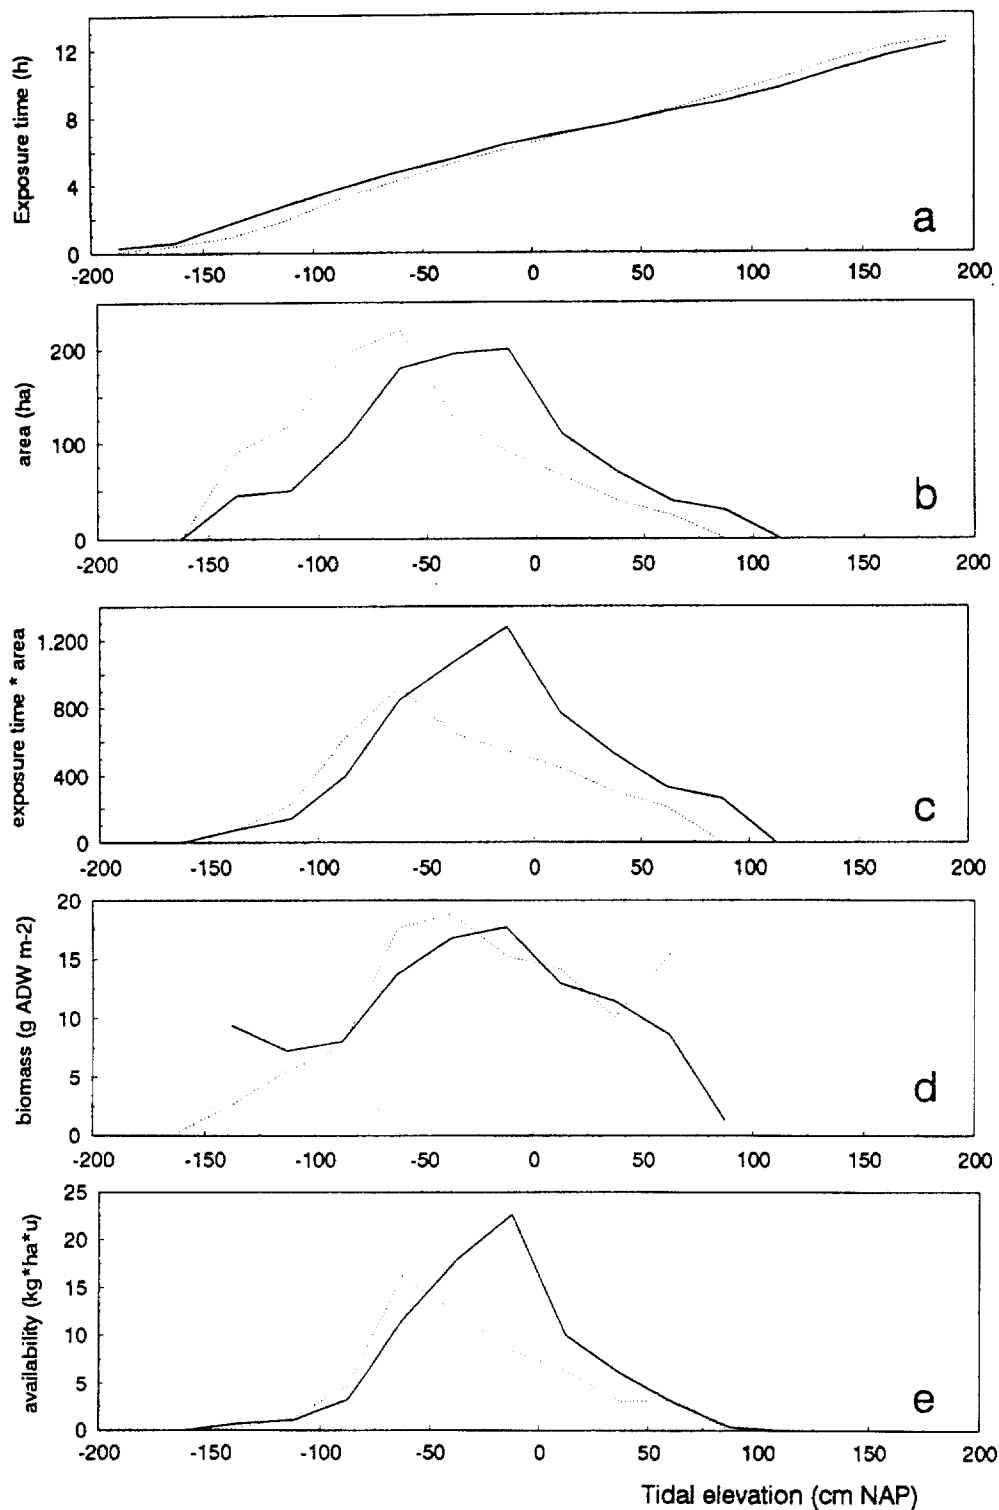 Exposure time (h)
12
8
4
0
-200 -150 -100 -50 0 50 100 150 200
a
area (ha)
200
100
0
-200 -150 -100 -50 0 50 100 150 200
b
exposure time * area
1.200
800
400
0
-200 -150 -100 -50 0 50 100 150 200
c
biomass (g ADW m-2)
20
15
10
5
0
-200 -150 -100 -50 0 50 100 150 200
d
availability (kg*ha*u)
25
20
15
10
5
0
-200 -150 -100 -50 0 50 100 150 200
e
Tidal elevation (cm NAP)